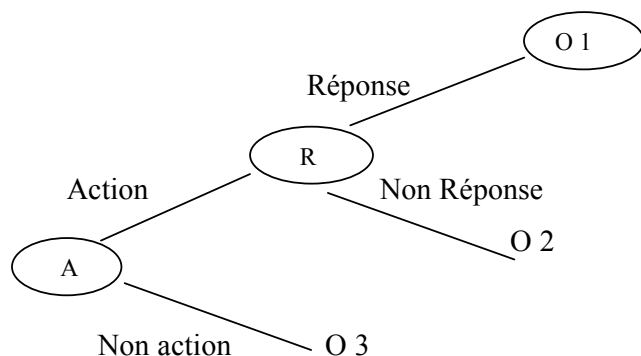 O 1
Réponse
R
Action
Non Réponse
O 2
A
Non action
O 3